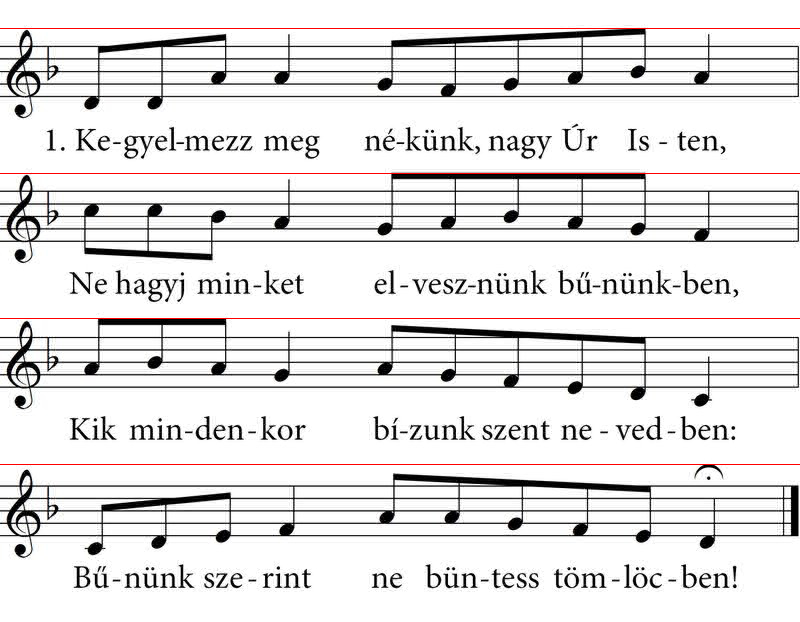 1. Ke-gyel-mezz meg né-künk, nagy Úr Is - ten,
Ne hagyj min-ket el-vesz-nünk bű-nünk-ben,
Kik min-den-kor bí-zunk szent ne - ved-ben:
Bű-nünk sze-rint ne bün-tess töm-löc-ben!